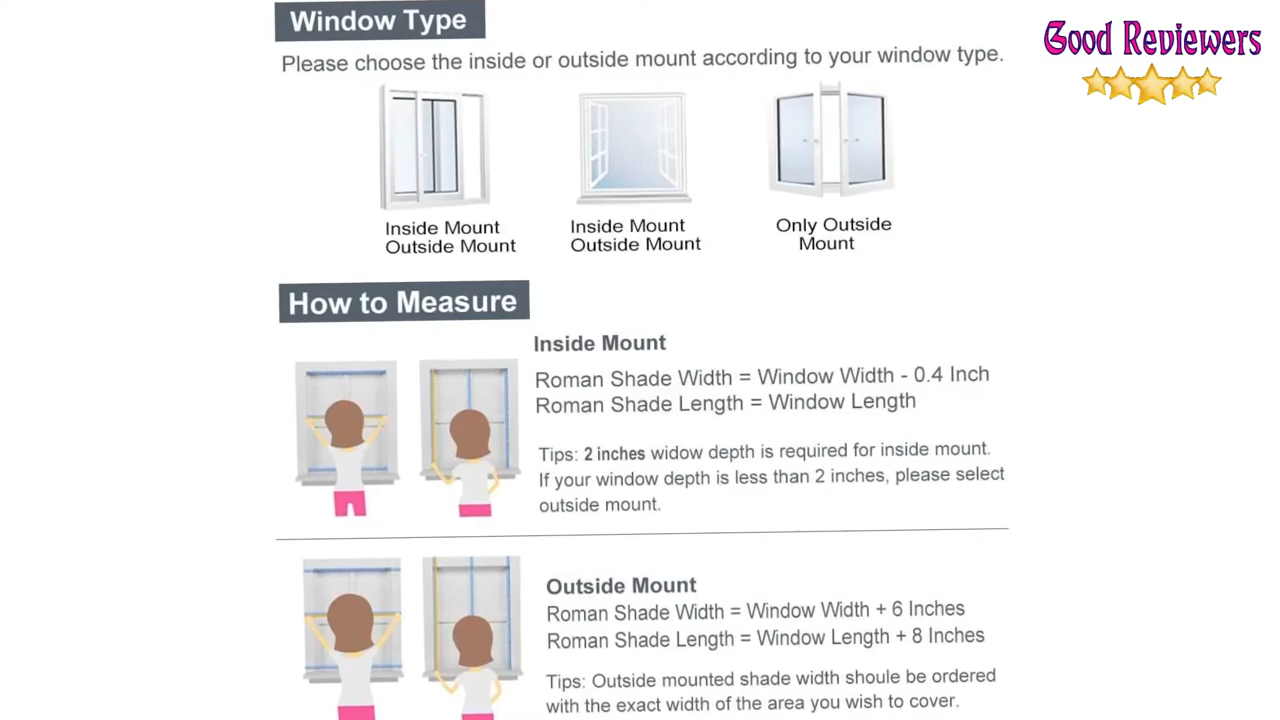 Window Type
Good Reviewers
Please choose the inside or outside mount according to your window type.
Inside Mount
Outside Mount
Inside Mount
Outside Mount
Only Outside
Mount
How to Measure
Inside Mount
Roman Shade Width = Window Width - 0.4 Inch
Roman Shade Length = Window Length
Tips: 2 inches widow depth is required for inside mount.
If your window depth is less than 2 inches, please select
outside mount.
Outside Mount
Roman Shade Width = Window Width + 6 Inches
Roman Shade Length = Window Length + 8 Inches
Tips: Outside mounted shade width shoule be ordered
with the exact width of the area you wish to cover.